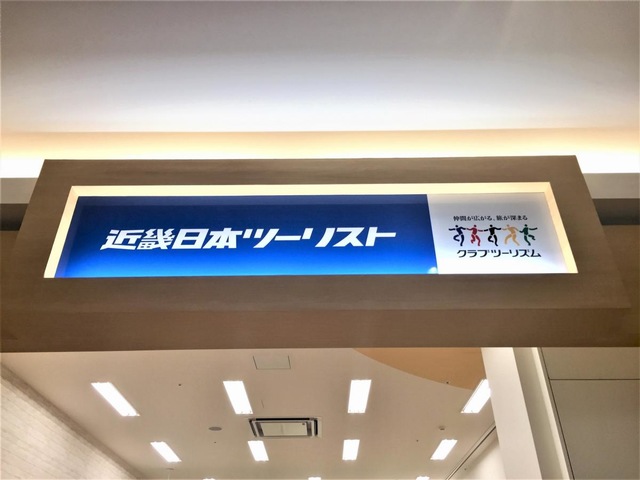 近畿日本ツーリスト
仲間が広がる、旅が深まる
クラブツーリズム